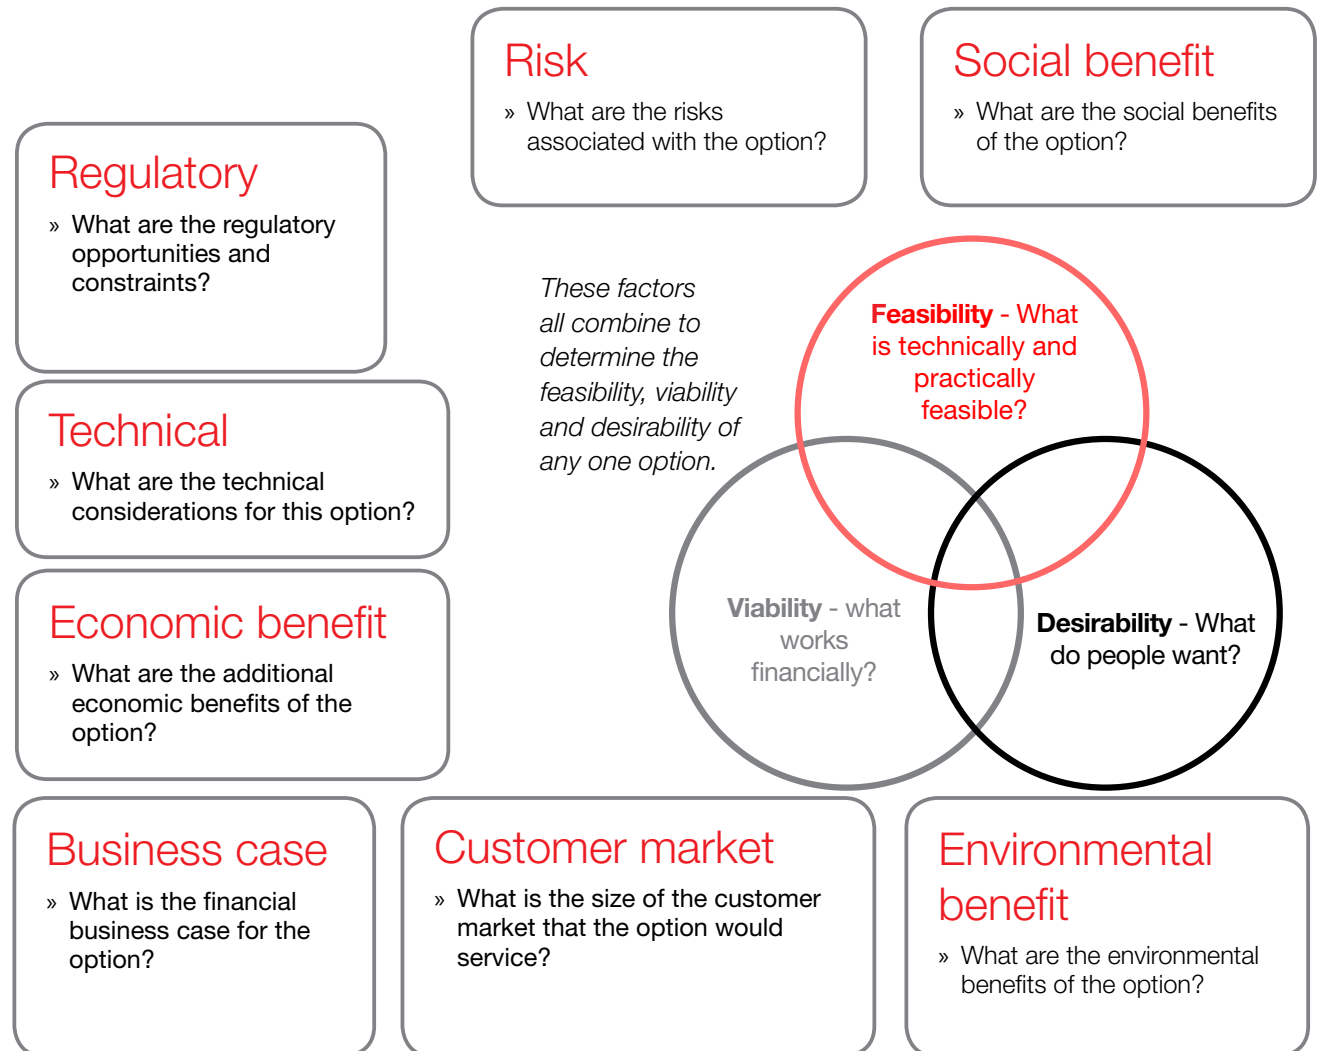 Risk
» What are the risks
associated with the option?
Social benefit
» What are the social benefits
of the option?
Regulatory
» What are the regulatory
opportunities and
constraints?
These factors
all combine to
determine the
feasibility, viability
and desirability of
any one option.
Feasibility - What
is technically and
practically
feasible?
Technical
» What are the technical
considerations for this option?
Economic benefit
» What are the additional
economic benefits of the
option?
Viability - what
works
financially?
Desirability - What
do people want?
Business case
» What is the financial
business case for the
option?
Customer market
» What is the size of the customer
market that the option would
service?
Environmental
benefit
» What are the environmental
benefits of the option?